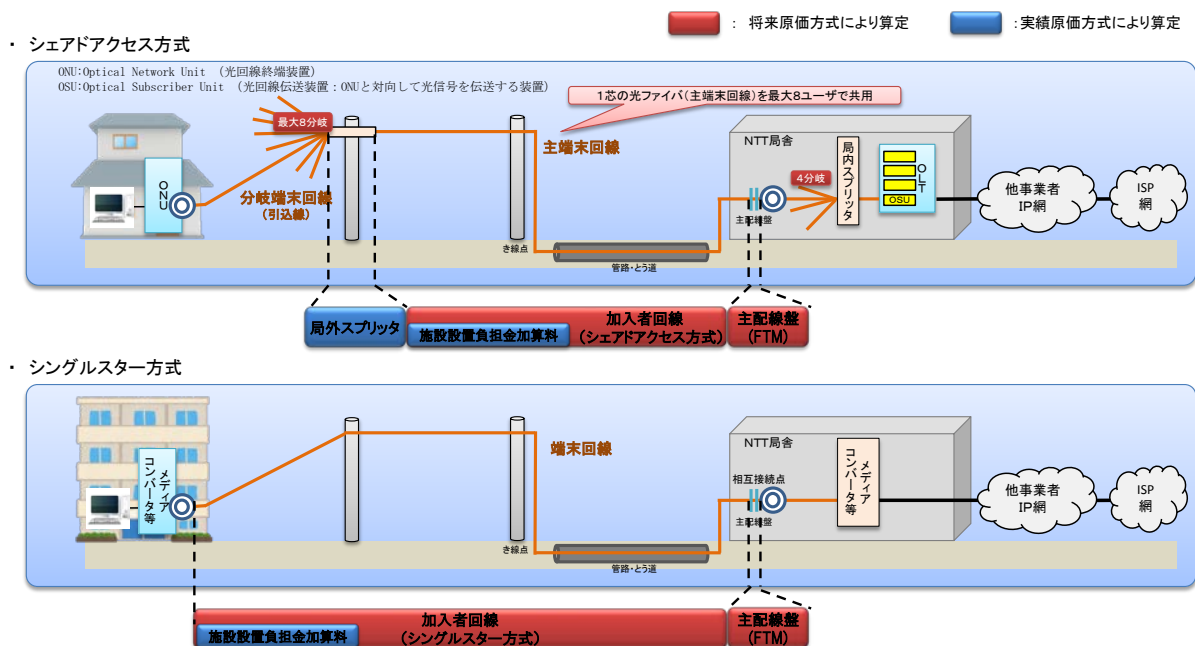 ： 将来原価方式により算定
：実績原価方式により算定
・ シェアドアクセス方式
ONU:Optical Network Unit （光回線終端装置）
OSU:Optical Subscriber Unit （光回線伝送装置：ONUと対向して光信号を伝送する装置）
1芯の光ファイバ（主端末回線）を最大8ユーザで共用
最大8分岐
主端末回線
NTT局舎
ONU
分岐端末回線
（引込線）
4分岐
局内スプリッタ
OLT
OSU
他事業者
IP網
ISP
網
主配線盤
き線点
管路・とう道
局外スプリッタ
加入者回線
（シェアドアクセス方式）
施設設置負担金加算料
主配線盤
(FTM)
・ シングルスター方式
端末回線
NTT局舎
メディア
コンバータ等
相互接続点
主配線盤
メディア
コンバータ等
他事業者
IP網
ISP
網
き線点
管路・とう道
加入者回線
（シングルスター方式）
施設設置負担金加算料
主配線盤
(FTM)